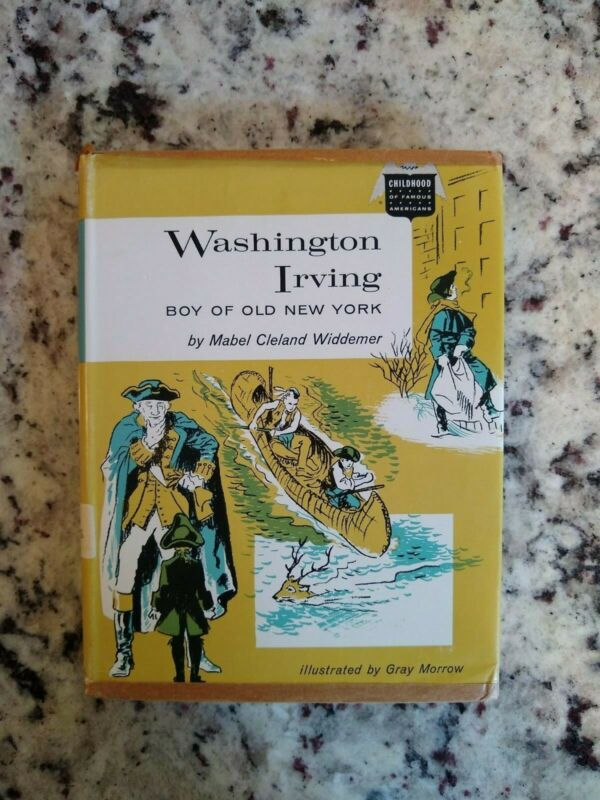 CHILDHOOD
OF FAMOUS
AMERICANS
Washington
Irving
BOY OF OLD NEW YORK
by Mabel Cleland Widdemer
illustrated by Gray Morrow